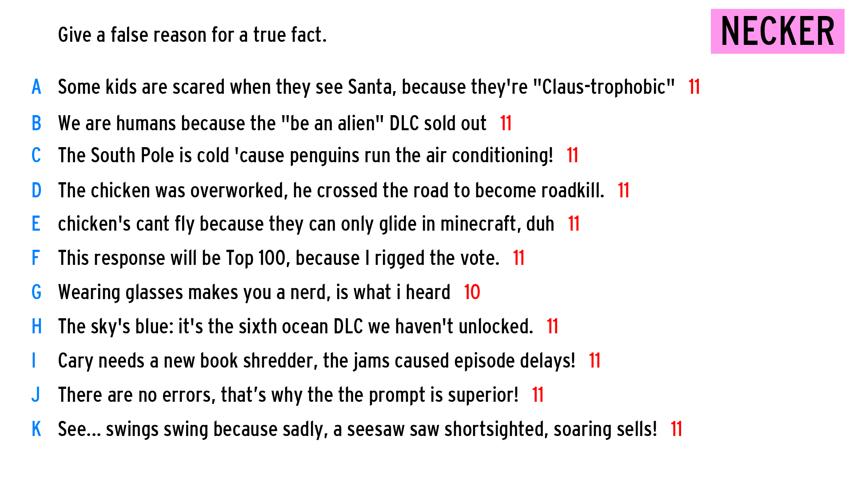 Give a false reason for a true fact.
NECKER
A Some kids are scared when they see Santa, because they're "Claus-trophobic" 11
B We are humans because the "be an alien" DLC sold out 11
C The South Pole is cold 'cause penguins run the air conditioning! 11
D The chicken was overworked, he crossed the road to become roadkill. 11
E chicken's cant fly because they can only glide in minecraft, duh 11
F This response will be Top 100, because I rigged the vote. 11
G Wearing glasses makes you a nerd, is what i heard 10
H The sky's blue: it's the sixth ocean DLC we haven't unlocked. 11
I Cary needs a new book shredder, the jams caused episode delays! 11
J There are no errors, that’s why the the prompt is superior! 11
K See... swings swing because sadly, a seesaw saw shortsighted, soaring sells! 11